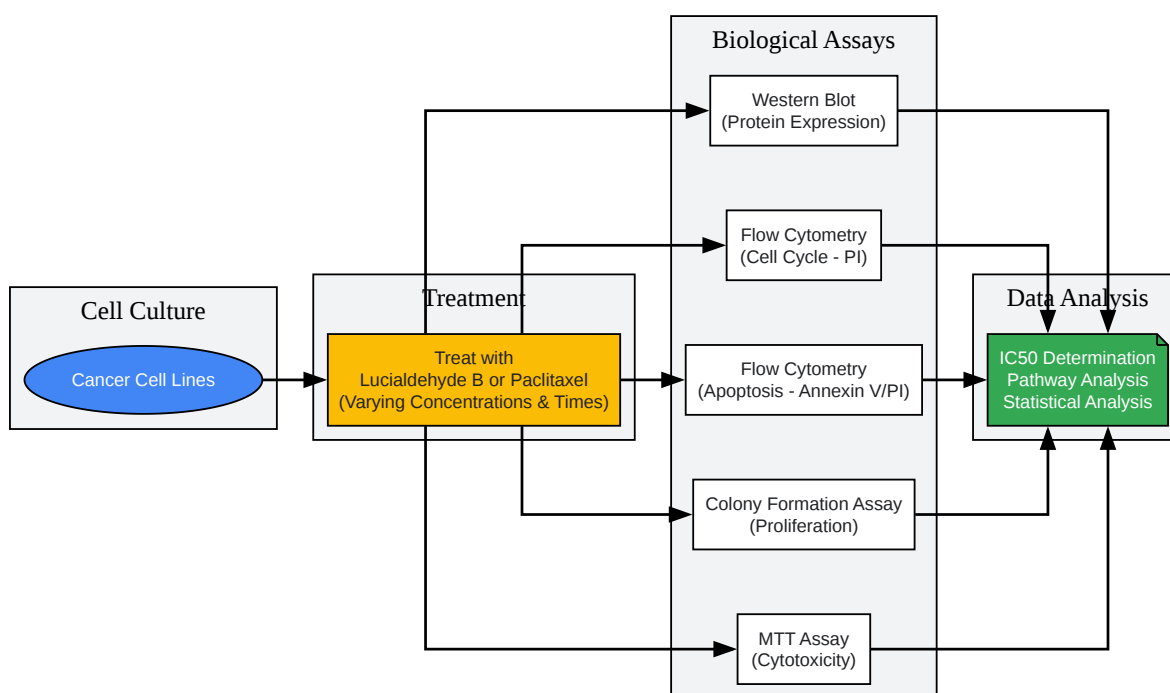 Cell Culture
Cancer Cell Lines
Treatment
Treat with
Lucialdehyde B or Paclitaxel
(Varying Concentrations & Times)
Biological Assays
Western Blot
(Protein Expression)
Flow Cytometry
(Cell Cycle - PI)
Flow Cytometry
(Apoptosis - Annexin V/PI)
Colony Formation Assay
(Proliferation)
MTT Assay
(Cytotoxicity)
Data Analysis
IC50 Determination
Pathway Analysis
Statistical Analysis